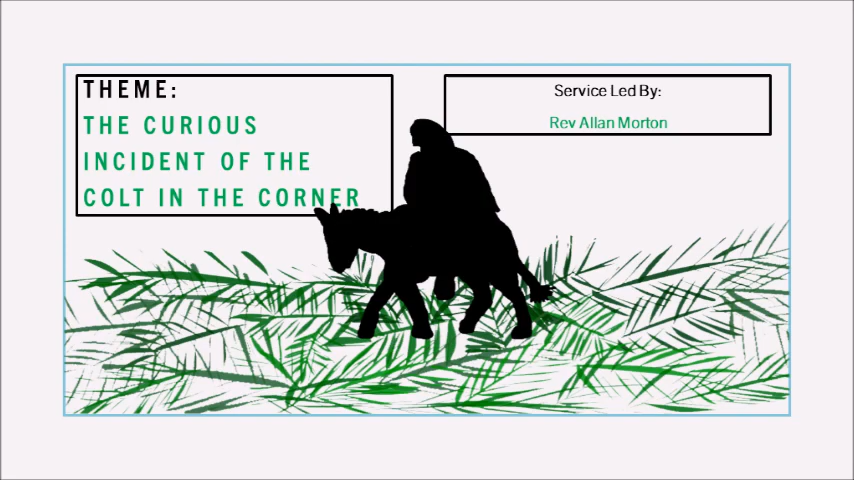 THEME:
THE CURIOUS
INCIDENT OF THE
COLT IN THE CORNER
Service Led By:
Rev Allan Morton